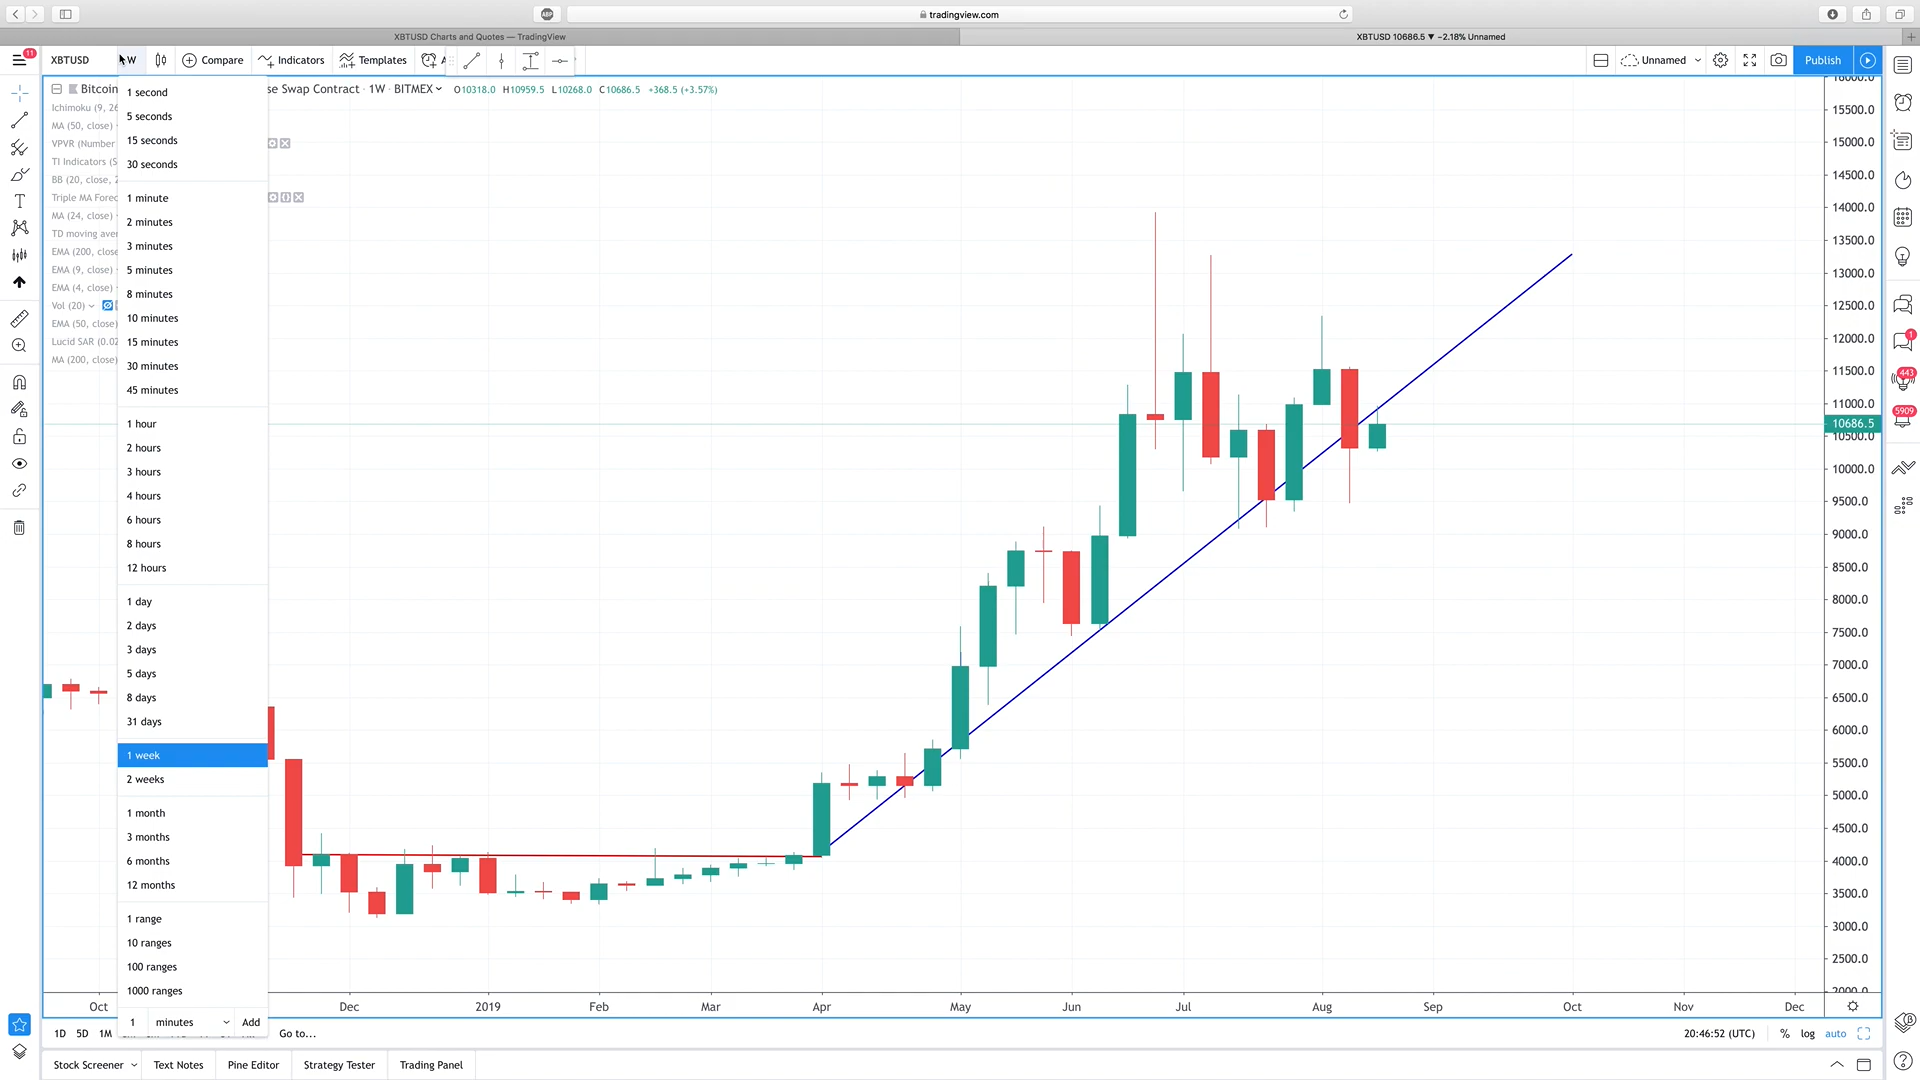 tradingview.com
XBTUSD Charts and Quotes — TradingView
XBTUSD 10686.5 ▼ −2.18% Unnamed
11
XBTUSD
W
Compare
Indicators
Templates
Unnamed
Publish
Bitcoin
se Swap Contract · 1W · BITMEX
O10318.0 H10959.5 L10268.0 C10686.5 +368.5 (+3.57%)
Ichimoku (9, 26
MA (50, close)
VPVR (Number
TI Indicators (S
BB (20, close, 2
Triple MA Forec
MA (24, close)
TD moving aver
EMA (200, close
EMA (9, close)
EMA (4, close)
Vol (20)
EMA (50, close)
Lucid SAR (0.02
MA (200, close)
1 second
5 seconds
15 seconds
30 seconds
1 minute
2 minutes
3 minutes
5 minutes
8 minutes
10 minutes
15 minutes
30 minutes
45 minutes
1 hour
2 hours
3 hours
4 hours
6 hours
8 hours
12 hours
1 day
2 days
3 days
5 days
8 days
31 days
1 week
2 weeks
1 month
3 months
6 months
12 months
1 range
10 ranges
100 ranges
1000 ranges
1 minutes Add
15500.0
15000.0
14500.0
14000.0
13500.0
13000.0
12500.0
12000.0
11500.0
11000.0
10686.5
10500.0
10000.0
9500.0
9000.0
8500.0
8000.0
7500.0
7000.0
6500.0
6000.0
5500.0
5000.0
4500.0
4000.0
3500.0
3000.0
2500.0
1
443
5909
Oct Dec 2019 Feb Mar Apr May Jun Jul Aug Sep Oct Nov Dec
1D 5D 1M
Go to...
20:46:52 (UTC)
% log auto
Stock Screener
Text Notes
Pine Editor
Strategy Tester
Trading Panel